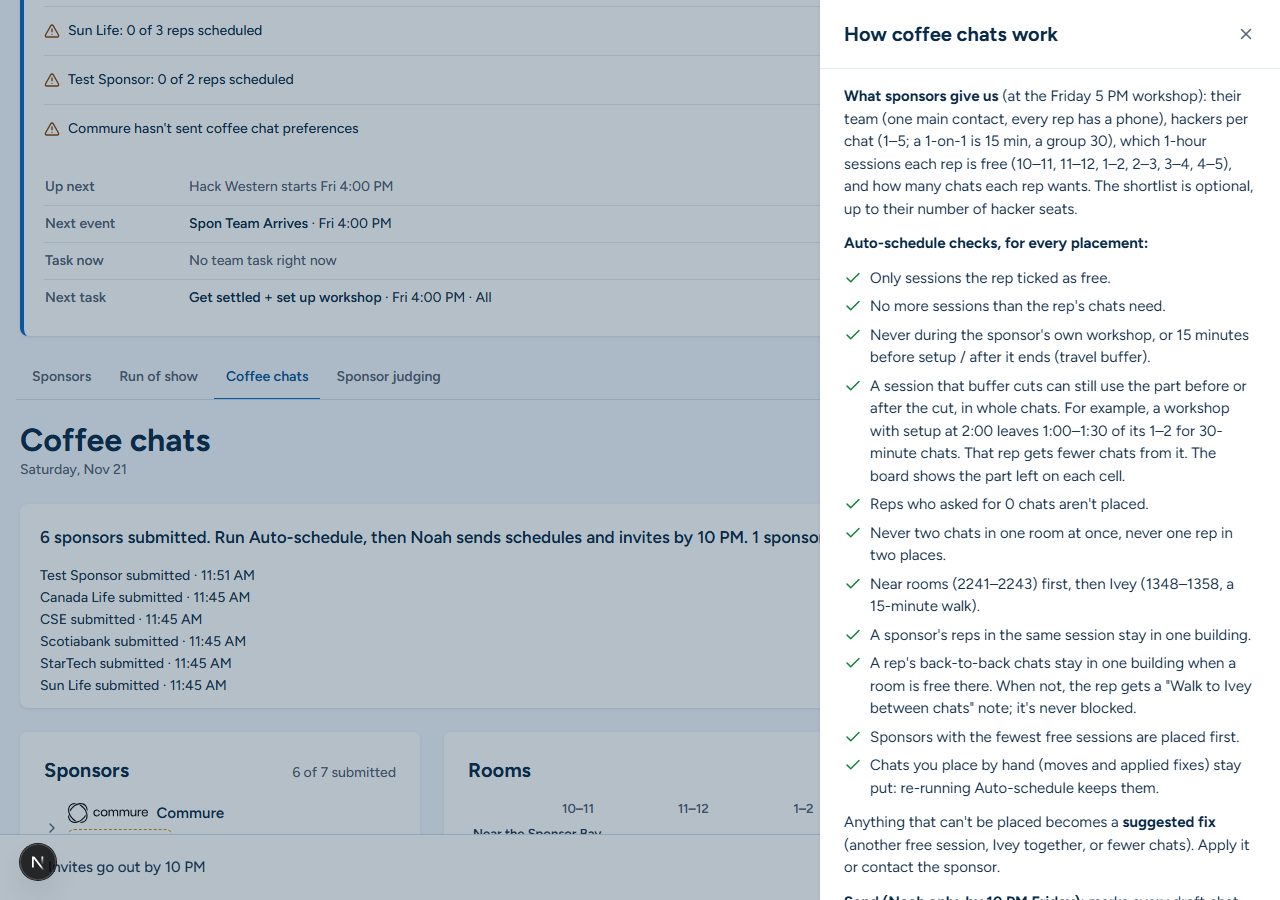 Sun Life: 0 of 3 reps scheduled
Test Sponsor: 0 of 2 reps scheduled
Commure hasn't sent coffee chat preferences
Up next Hack Western starts Fri 4:00 PM
Next event Spon Team Arrives · Fri 4:00 PM
Task now No team task right now
Next task Get settled + set up workshop · Fri 4:00 PM · All
Sponsors Run of show Coffee chats Sponsor judging
Coffee chats
Saturday, Nov 21
6 sponsors submitted. Run Auto-schedule, then Noah sends schedules and invites by 10 PM. 1 sponso
Test Sponsor submitted · 11:51 AM
Canada Life submitted · 11:45 AM
CSE submitted · 11:45 AM
Scotiabank submitted · 11:45 AM
StarTech submitted · 11:45 AM
Sun Life submitted · 11:45 AM
Sponsors 6 of 7 submitted
commure Commure
Rooms
10–11 11–12 1–2
Near the Sponsor Bay
N
Invites go out by 10 PM
How coffee chats work
What sponsors give us (at the Friday 5 PM workshop): their
team (one main contact, every rep has a phone), hackers per
chat (1–5; a 1-on-1 is 15 min, a group 30), which 1-hour
sessions each rep is free (10–11, 11–12, 1–2, 2–3, 3–4, 4–5),
and how many chats each rep wants. The shortlist is optional,
up to their number of hacker seats.
Auto-schedule checks, for every placement:
Only sessions the rep ticked as free.
No more sessions than the rep's chats need.
Never during the sponsor's own workshop, or 15 minutes
before setup / after it ends (travel buffer).
A session that buffer cuts can still use the part before or
after the cut, in whole chats. For example, a workshop
with setup at 2:00 leaves 1:00–1:30 of its 1–2 for 30-
minute chats. That rep gets fewer chats from it. The
board shows the part left on each cell.
Reps who asked for 0 chats aren't placed.
Never two chats in one room at once, never one rep in
two places.
Near rooms (2241–2243) first, then Ivey (1348–1358, a
15-minute walk).
A sponsor's reps in the same session stay in one building.
A rep's back-to-back chats stay in one building when a
room is free there. When not, the rep gets a "Walk to Ivey
between chats" note; it's never blocked.
Sponsors with the fewest free sessions are placed first.
Chats you place by hand (moves and applied fixes) stay
put: re-running Auto-schedule keeps them.
Anything that can't be placed becomes a suggested fix
(another free session, Ivey together, or fewer chats). Apply it
or contact the sponsor.
Send (Noah only, by 10 PM Friday): marks every draft chat